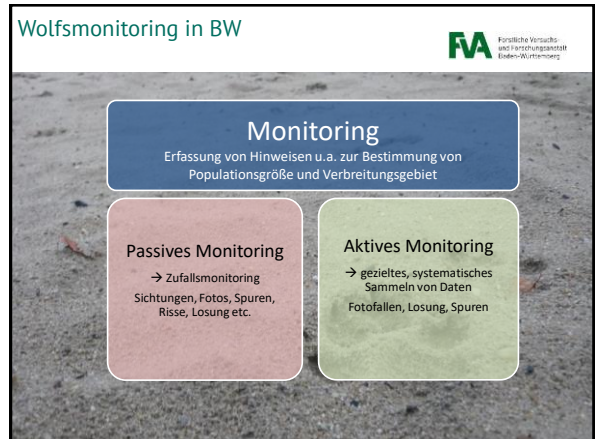 Wolfsmonitoring in BW
FVA
Forstliche Versuchs-
und Forschungsanstalt
Baden-Württemberg
Monitoring
Erfassung von Hinweisen u.a. zur Bestimmung von
Populationsgröße und Verbreitungsgebiet
Passives Monitoring
→ Zufallsmonitoring
Sichtungen, Fotos, Spuren,
Risse, Losung etc.
Aktives Monitoring
→ gezieltes, systematisches
Sammeln von Daten
Fotofallen, Losung, Spuren